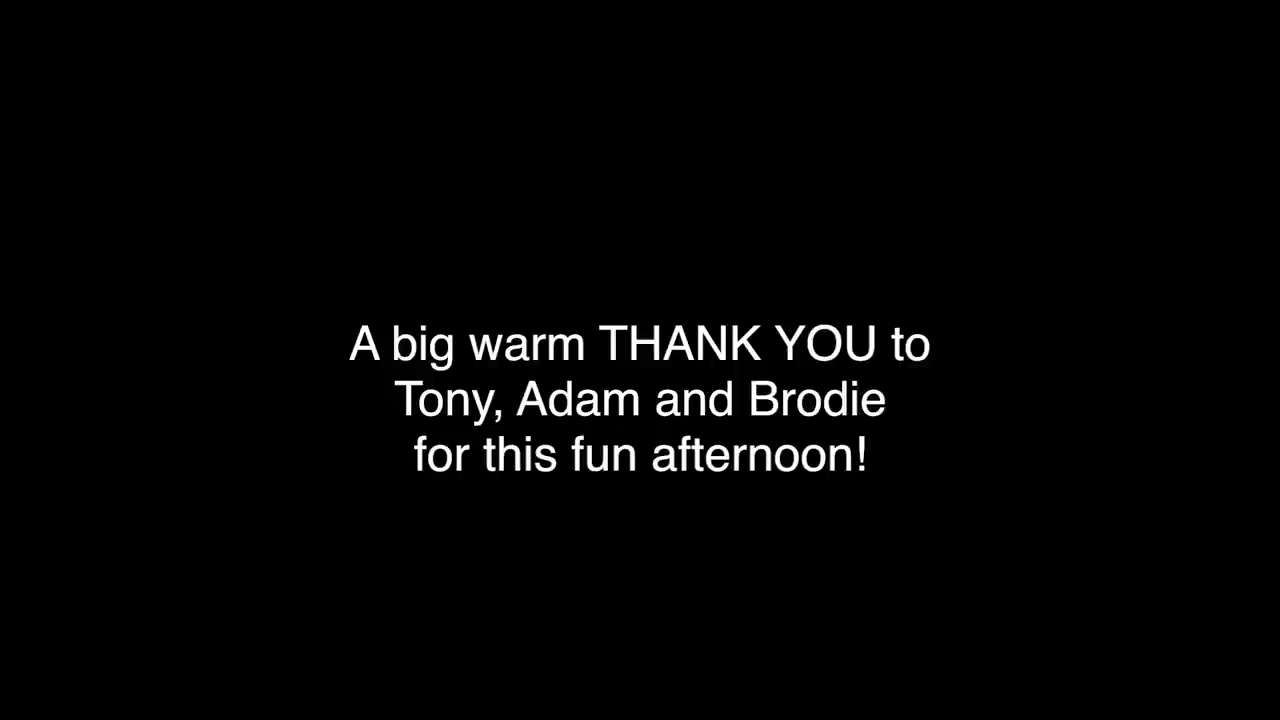 A big warm THANK YOU to
Tony, Adam and Brodie
for this fun afternoon!